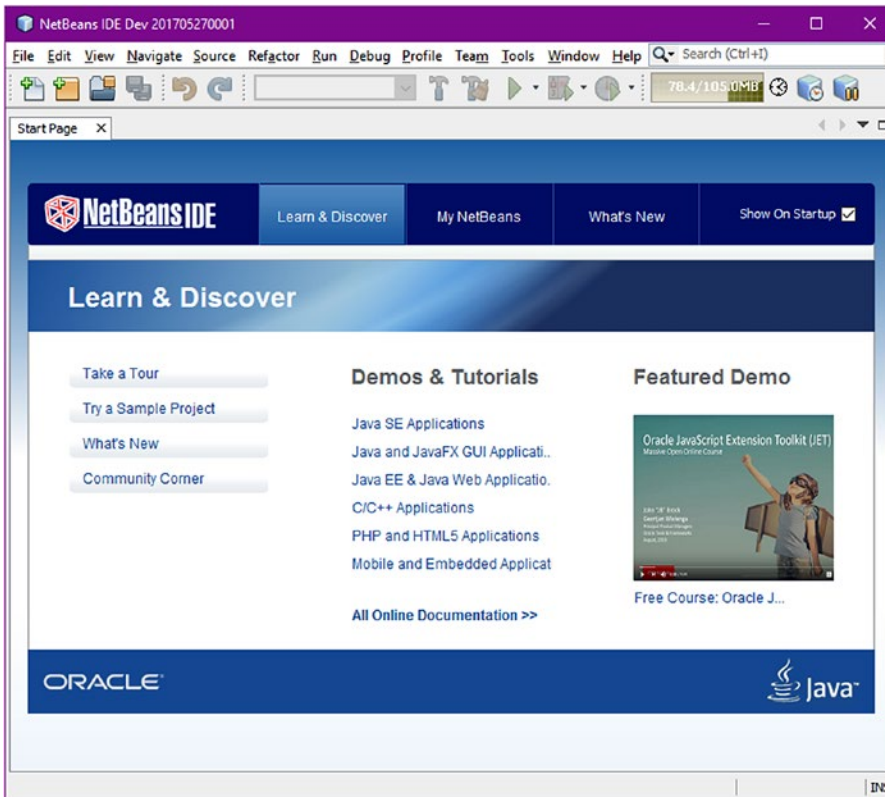 NetBeans IDE Dev 201705270001
File Edit View Navigate Source Refactor Run Debug Profile Team Tools Window Help Search (Ctrl+I)
78.4/105.0MB
Start Page X
NetBeans IDE Learn & Discover My NetBeans What's New Show On Startup
Learn & Discover
Take a Tour
Try a Sample Project
What's New
Community Corner
Demos & Tutorials
Java SE Applications
Java and JavaFX GUI Applicati..
Java EE & Java Web Applicatio.
C/C++ Applications
PHP and HTML5 Applications
Mobile and Embedded Applicat
All Online Documentation >>
Featured Demo
Oracle JavaScript Extension Toolkit (JET)
Massive Open Online Course
Free Course: Oracle J...
ORACLE
Java